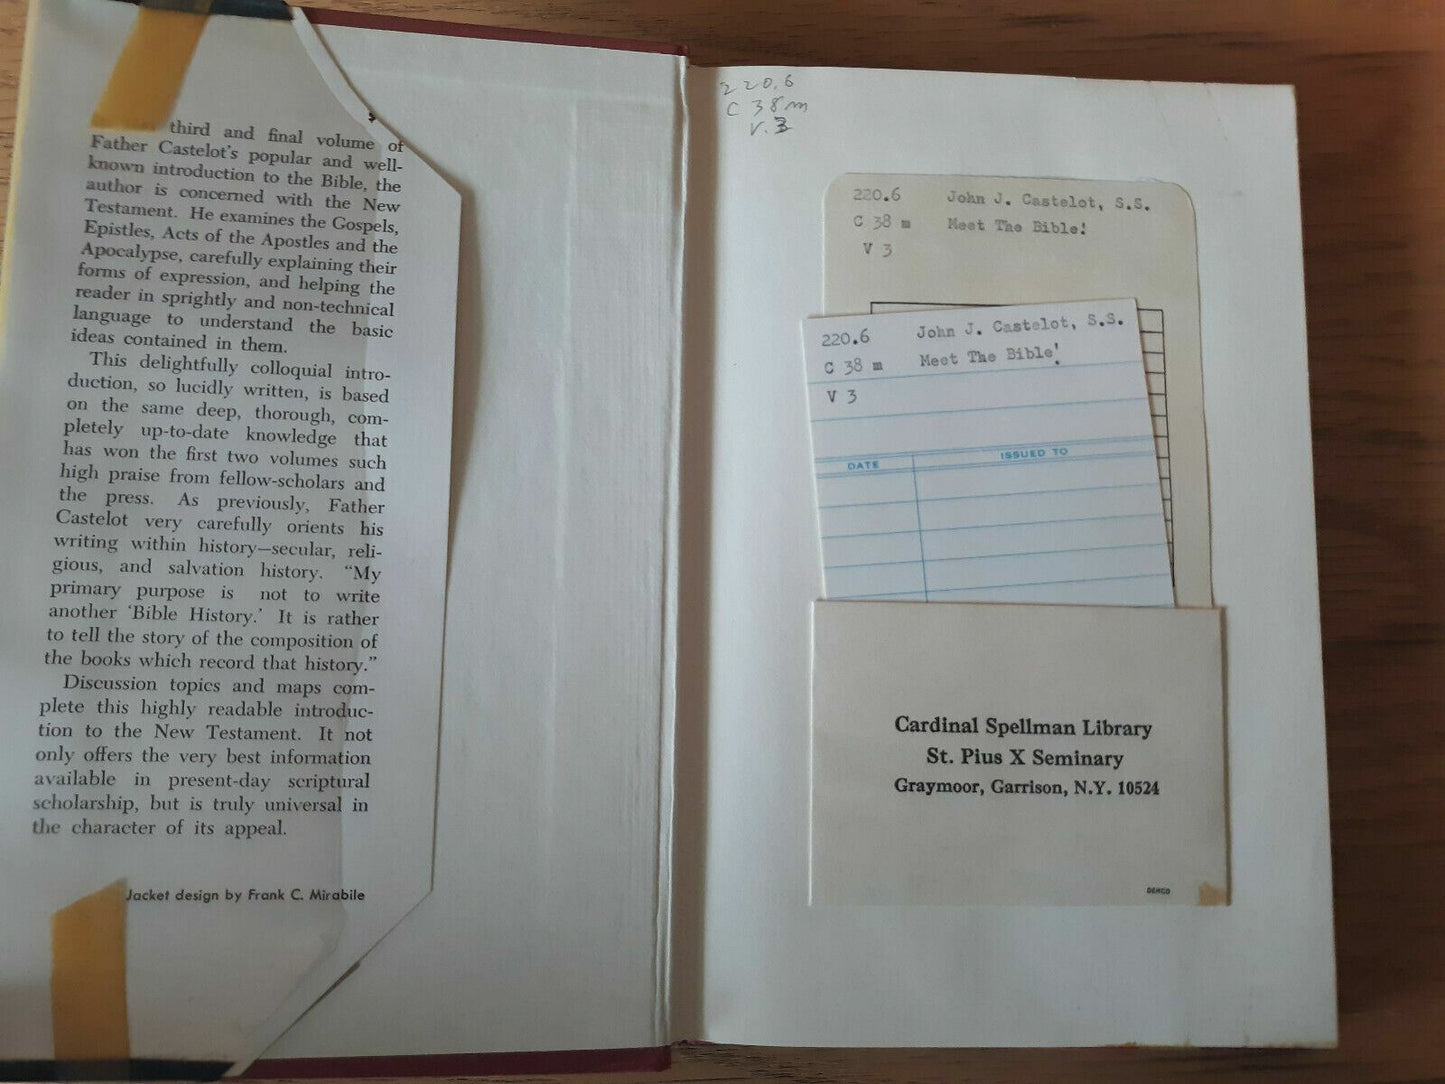 $
third and final volume of
Father Castelot's popular and well-
known introduction to the Bible, the
author is concerned with the New
Testament. He examines the Gospels,
Epistles, Acts of the Apostles and the
Apocalypse, carefully explaining their
forms of expression, and helping the
reader in sprightly and non-technical
language to understand the basic
ideas contained in them.
This delightfully colloquial intro-
duction, so lucidly written, is based
on the same deep, thorough, com-
pletely up-to-date knowledge that
has won the first two volumes such
high praise from fellow-scholars and
the press. As previously, Father
Castelot very carefully orients his
writing within history—secular, reli-
gious, and salvation history. "My
primary purpose is not to write
another 'Bible History.' It is rather
to tell the story of the composition of
the books which record that history."
Discussion topics and maps com-
plete this highly readable introduc-
tion to the New Testament. It not
only offers the very best information
available in present-day scriptural
scholarship, but is truly universal in
the character of its appeal.
Jacket design by Frank C. Mirabile
220.6
C 38m
V.3
220.6 John J. Castelot, S.S.
C 38 m Meet The Bible!
V 3
220.6 John J. Castelot, S.S.
C 38 m Meet The Bible!
V 3
DATE ISSUED TO
Cardinal Spellman Library
St. Pius X Seminary
Graymoor, Garrison, N.Y. 10524
DEMCO